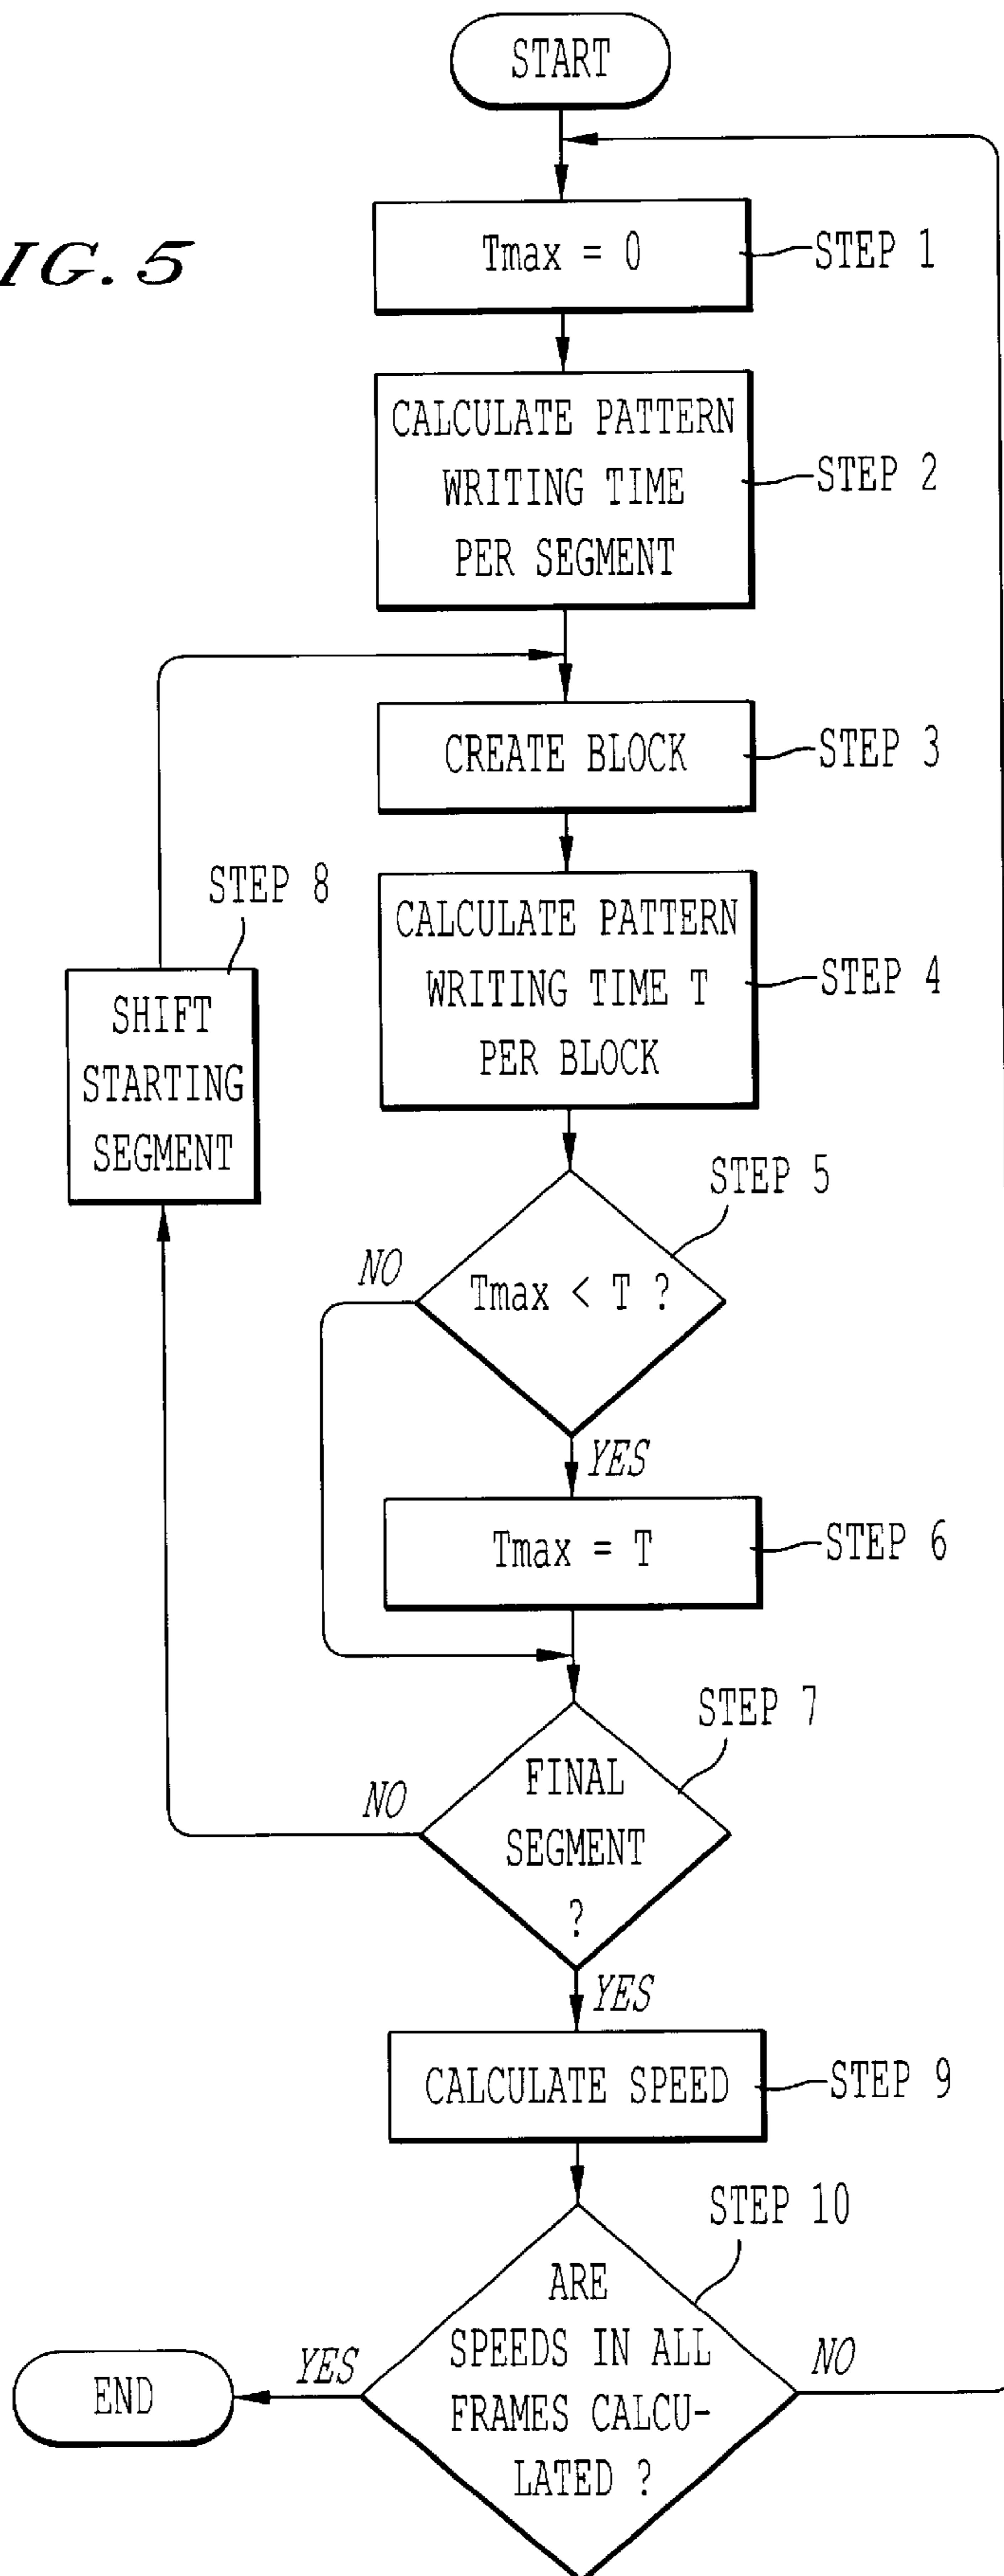 START
IG. 5
Tmax = 0
STEP 1
CALCULATE PATTERN
WRITING TIME
PER SEGMENT
STEP 2
CREATE BLOCK
STEP 3
STEP 8
SHIFT
STARTING
SEGMENT
CALCULATE PATTERN
WRITING TIME T
PER BLOCK
STEP 4
STEP 5
NO
Tmax < T ?
YES
Tmax = T
STEP 6
STEP 7
NO
FINAL
SEGMENT
?
YES
CALCULATE SPEED
STEP 9
STEP 10
ARE
SPEEDS IN ALL
FRAMES CALCU-
LATED ?
YES
NO
END